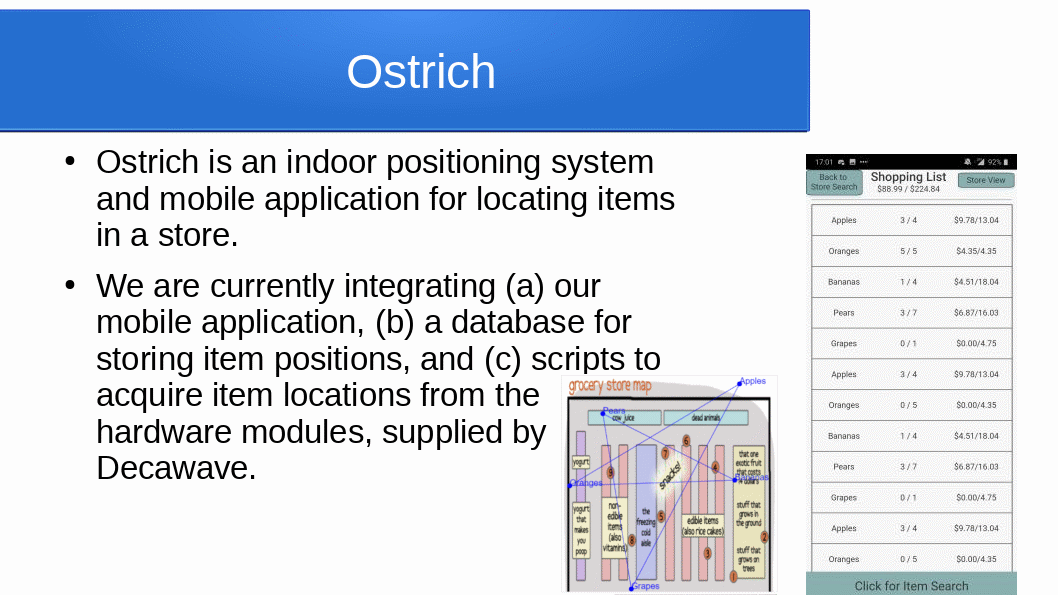 Ostrich
• Ostrich is an indoor positioning system
and mobile application for locating items
in a store.
• We are currently integrating (a) our
mobile application, (b) a database for
storing item positions, and (c) scripts to
acquire item locations from the
hardware modules, supplied by
Decawave.
grocery store map
Apples
Pears
cow juice
dead animals
yogurt
Oranges
yogurt
that
makes
you
poop
non-
edible
items
(also
vitamins)
the
freezing
cold
aisle
snacks!
edible items
(also rice cakes)
that one
exotic fruit
that costs
dollars
Bananas
stuff that
grows in
the ground
stuff that
grows on
trees
Grapes
1
2
3
4
5
6
7
8
9
17:01 92%
Back to
Store Search
Shopping List
$88.99 / $224.84
Store View
Apples 3 / 4 $9.78/13.04
Oranges 5 / 5 $4.35/4.35
Bananas 1 / 4 $4.51/18.04
Pears 3 / 7 $6.87/16.03
Grapes 0 / 1 $0.00/4.75
Apples 3 / 4 $9.78/13.04
Oranges 0 / 5 $0.00/4.35
Bananas 1 / 4 $4.51/18.04
Pears 3 / 7 $6.87/16.03
Grapes 0 / 1 $0.00/4.75
Apples 3 / 4 $9.78/13.04
Oranges 0 / 5 $0.00/4.35
Click for Item Search